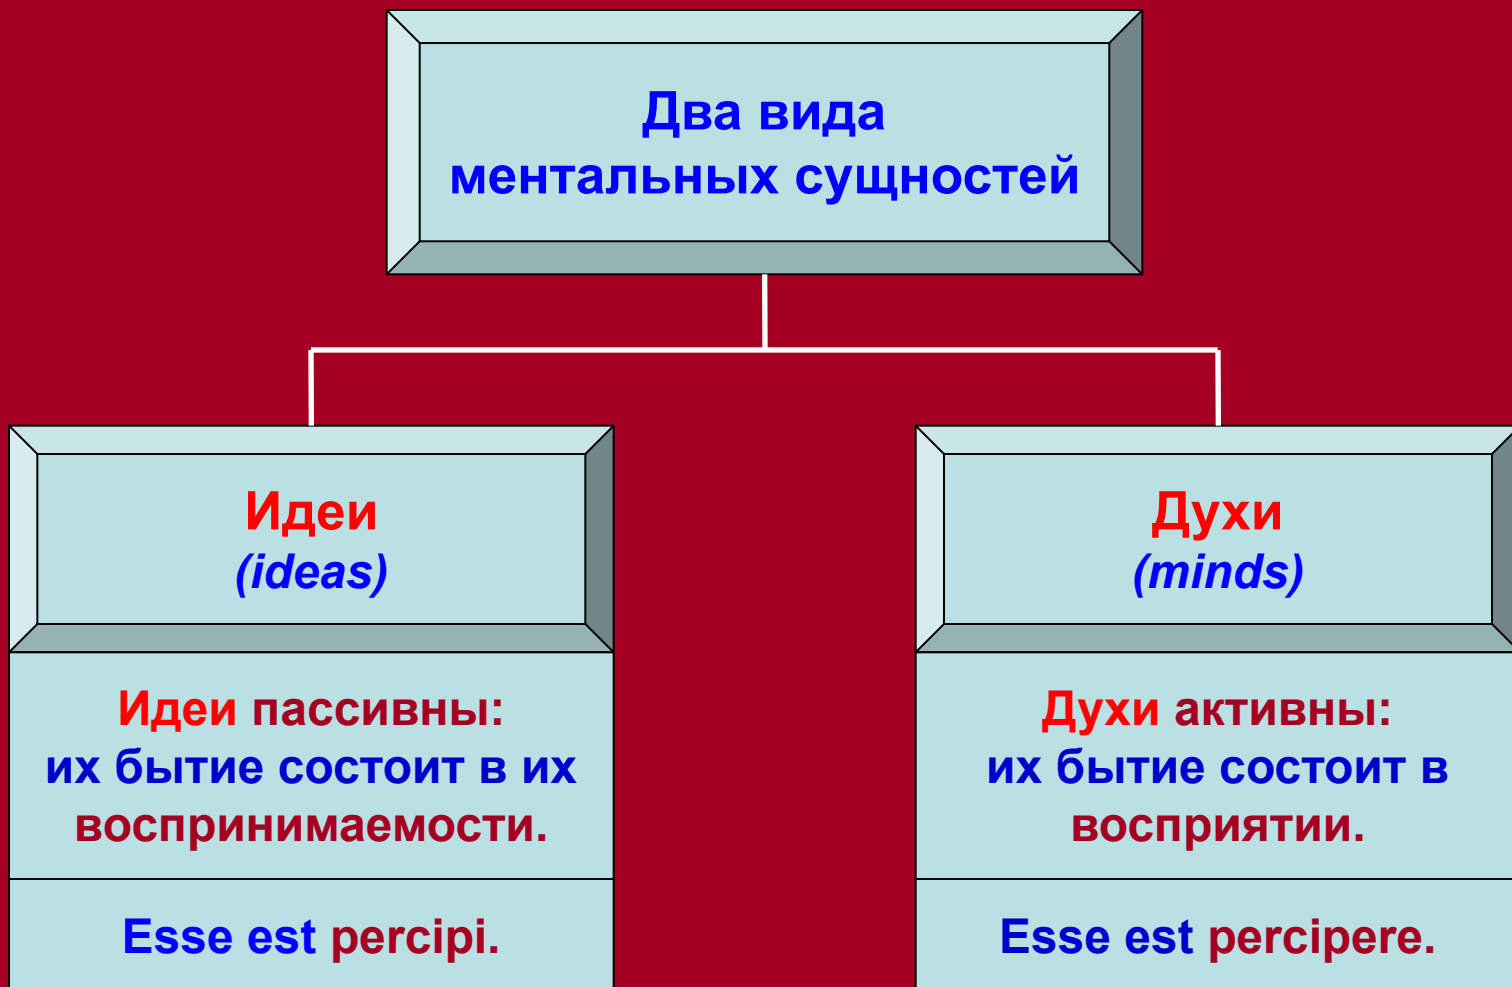 Два вида
ментальных сущностей
Идеи
(ideas)
Идеи пассивны:
их бытие состоит в их
воспринимаемости.
Esse est percipi.
Духи
(minds)
Духи активны:
их бытие состоит в
восприятии.
Esse est percipere.